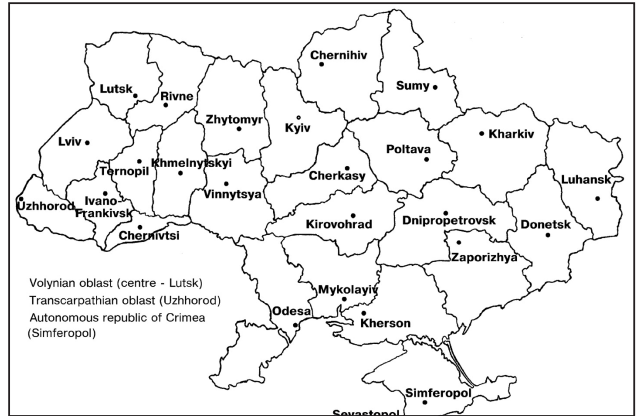 Chernihiv
Sumy
Lutsk
Rivne
Zhytomyr
Kyiv
Kharkiv
Lviv
Poltava
Ternopil
Khmelnytskyi
Cherkasy
Luhansk
Uzhhorod
Ivano
Frankivsk
Vinnytsya
Kirovohrad
Dnipropetrovsk
Donetsk
Chernivtsi
Zaporizhya
Volynian oblast (centre - Lutsk)
Transcarpathian oblast (Uzhhorod)
Autonomous republic of Crimea
(Simferopol)
Mykolayiv
Odesa
Kherson
Simferopol
Sevastopol